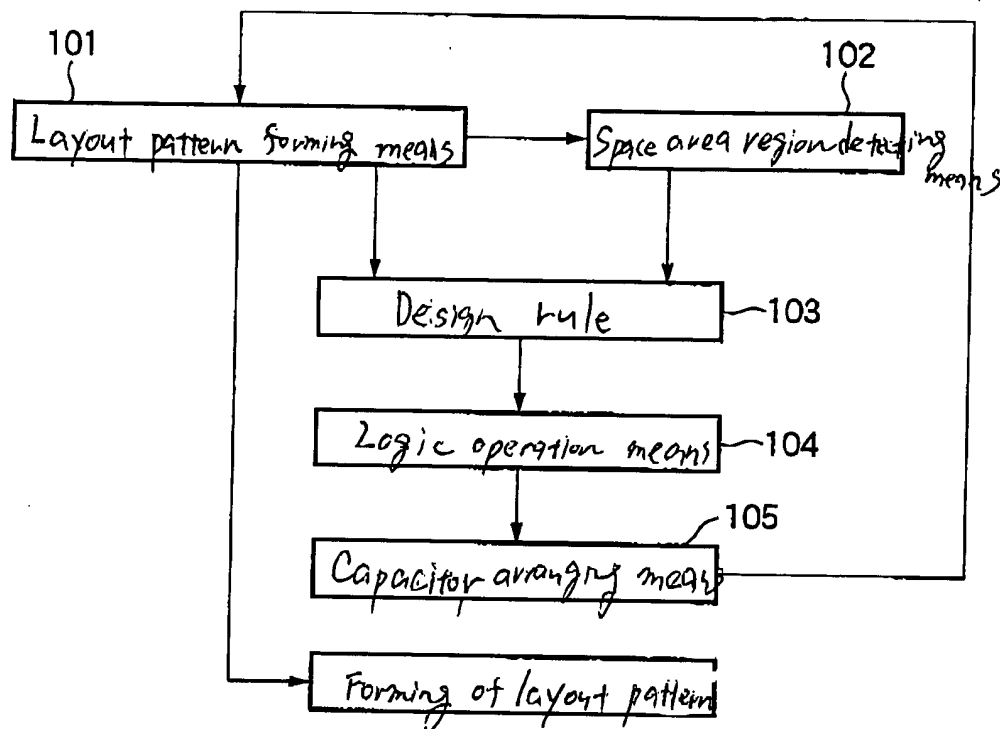 101
102
Layout pattern forming means
Space area region detecting
means
Design rule
103
Logic operation means
104
105
Capacitor arranging means
Forming of layout pattern